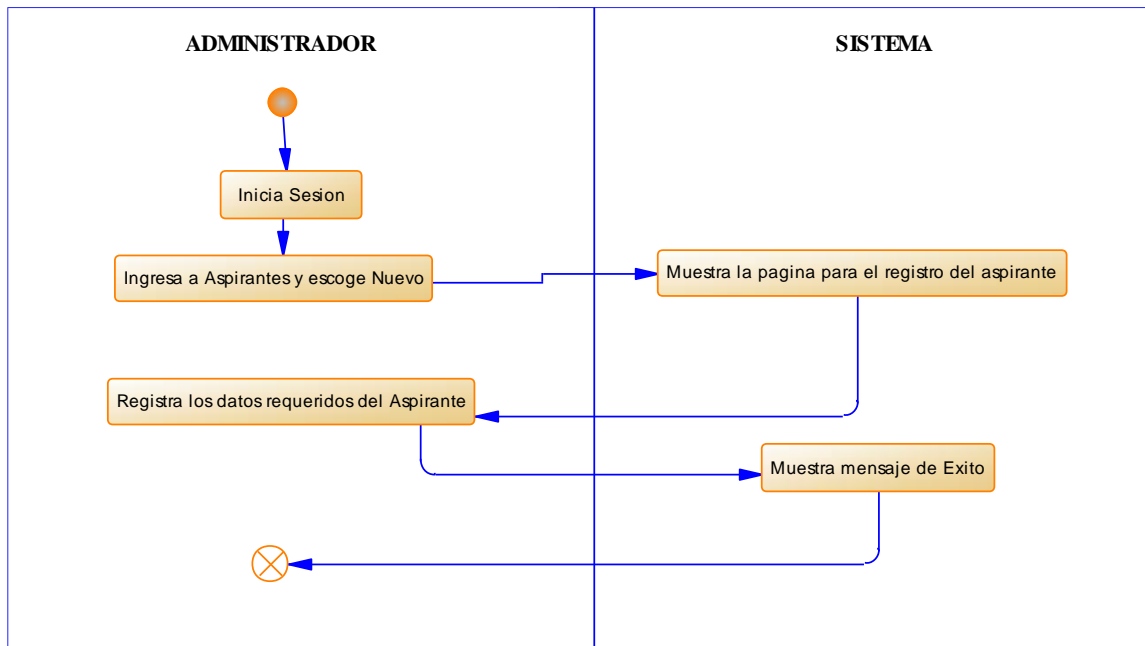 ADMINISTRADOR
SISTEMA
Inicia Sesion
Ingresa a Aspirantes y escoge Nuevo
Muestra la pagina para el registro del aspirante
Registra los datos requeridos del Aspirante
Muestra mensaje de Exito